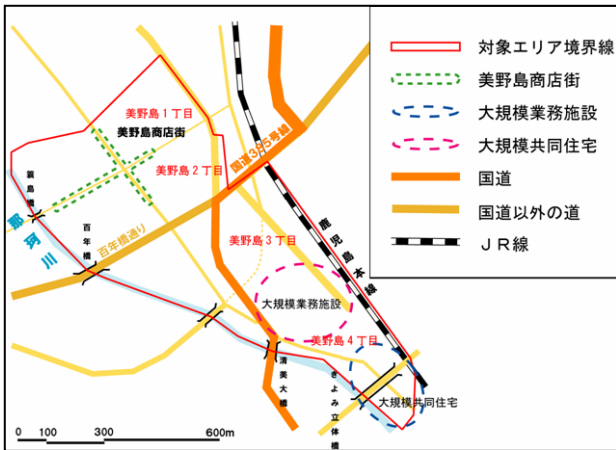 対象エリア境界線
美野島商店街
大規模業務施設
大規模共同住宅
国道
国道以外の道
ＪＲ線
美野島１丁目
美野島商店街
美野島２丁目
国道385号線
簑島橋
那珂川
百年橋
百年橋通り
美野島３丁目
鹿児島本線
大規模業務施設
美野島４丁目
清美大橋
きよみ立体橋
大規模共同住宅
0 100 300 600m